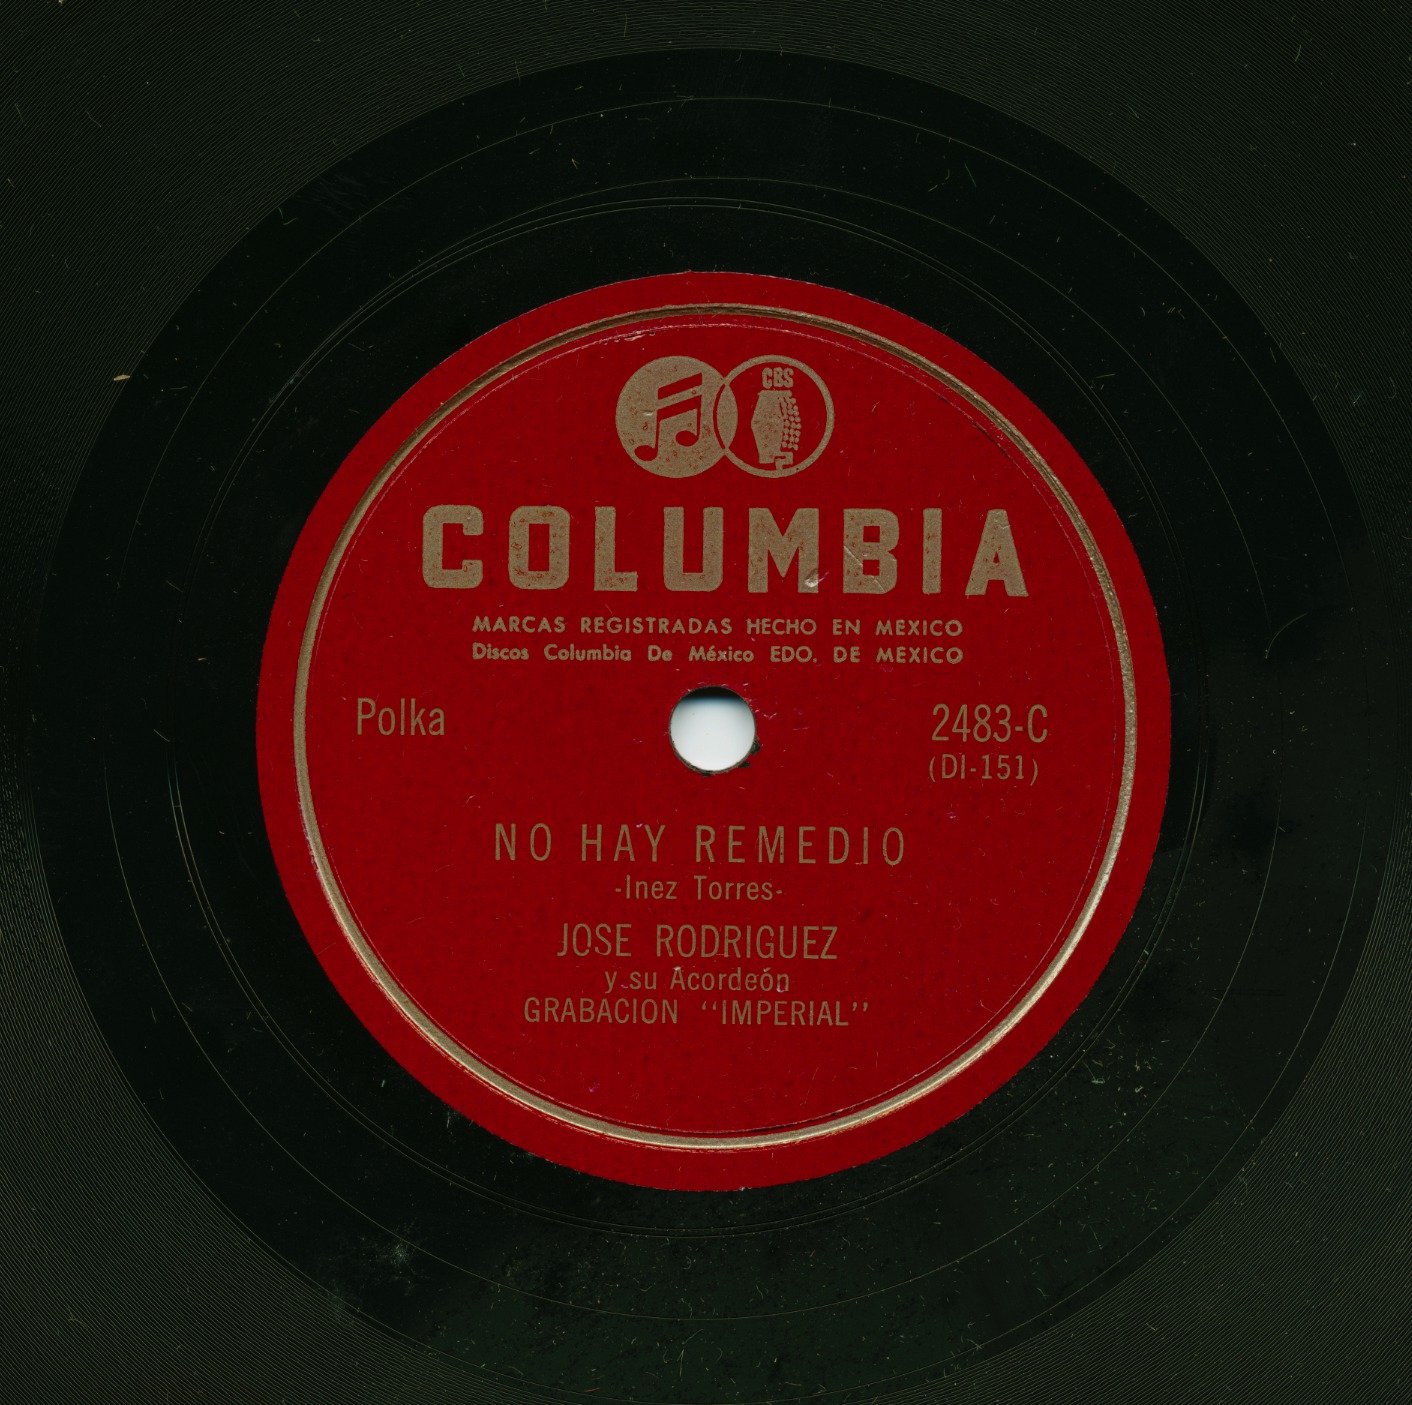 CBS
COLUMBIA
MARCAS REGISTRADAS HECHO EN MEXICO
Discos Columbia De México EDO. DE MEXICO
Polka
2483-C
(DI-151)
NO HAY REMEDIO
-Inez Torres-
JOSE RODRIGUEZ
y su Acordeón
GRABACION "IMPERIAL"